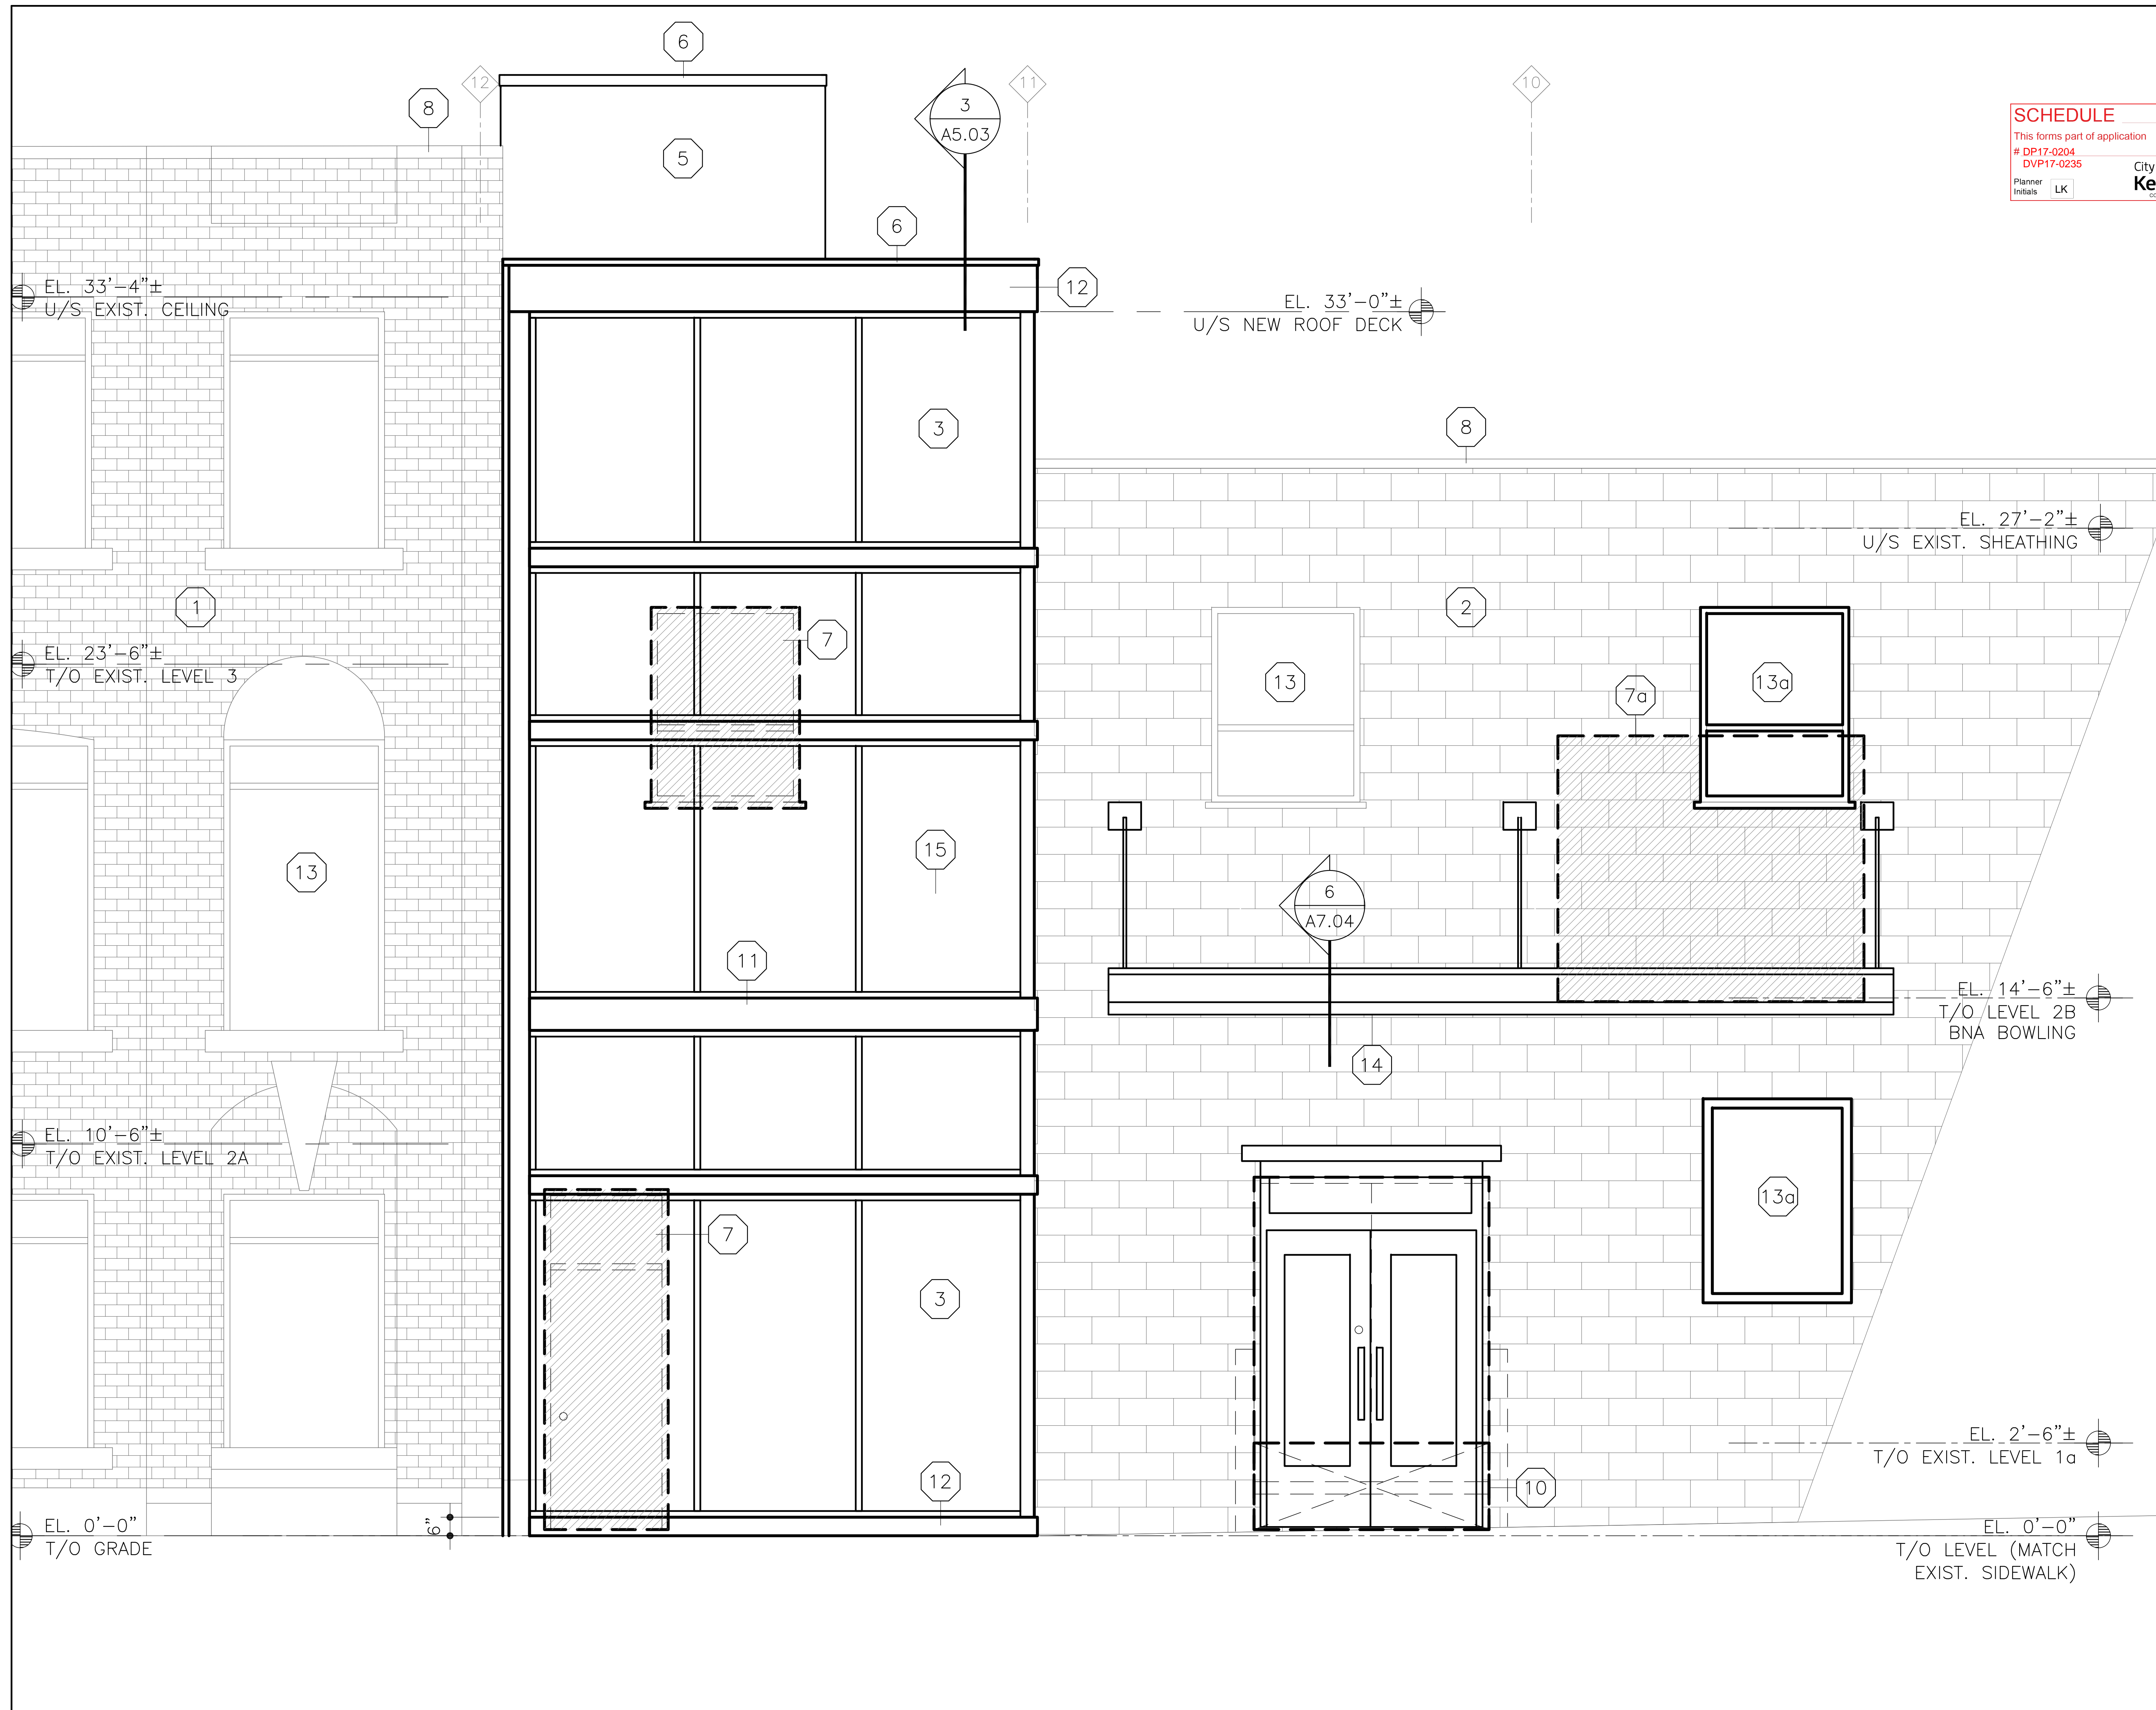 6
12
8
3
A5.03
11
10
SCHEDULE
This forms part of application
# DP17-0204
DVP17-0235
City
Planner
Initials
LK
Ke
5
6
EL. 33'-4"±
U/S EXIST. CEILING
12
EL. 33'-0"±
U/S NEW ROOF DECK
3
8
EL. 27'-2"±
U/S EXIST. SHEATHING
1
2
7
EL. 23'-6"±
T/O EXIST. LEVEL 3
13
13a
7a
13
15
6
A7.04
11
EL. 14'-6"±
T/O LEVEL 2B
BNA BOWLING
14
EL. 10'-6"±
T/O EXIST. LEVEL 2A
13a
7
3
EL. 2'-6"±
T/O EXIST. LEVEL 1a
12
10
6"
EL. 0'-0"
T/O GRADE
EL. 0'-0"
T/O LEVEL (MATCH
EXIST. SIDEWALK)